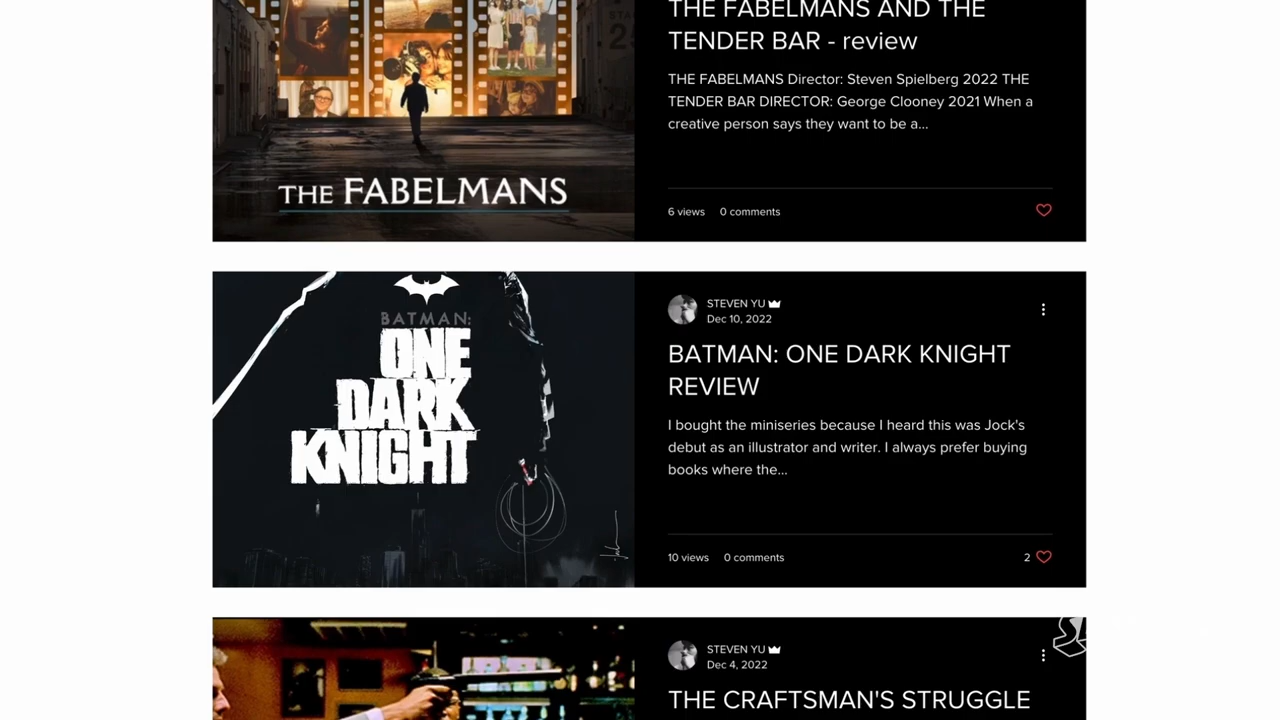 THE FABELMANS AND THE
TENDER BAR - review
THE FABELMANS Director: Steven Spielberg 2022 THE
TENDER BAR DIRECTOR: George Clooney 2021 When a
creative person says they want to be a...
THE FABELMANS
6 views 0 comments
BATMAN:
ONE
DARK
KNIGHT
STEVEN YU
Dec 10, 2022
BATMAN: ONE DARK KNIGHT
REVIEW
I bought the miniseries because I heard this was Jock's
debut as an illustrator and writer. I always prefer buying
books where the...
10 views 0 comments 2
STEVEN YU
Dec 4, 2022
THE CRAFTSMAN'S STRUGGLE